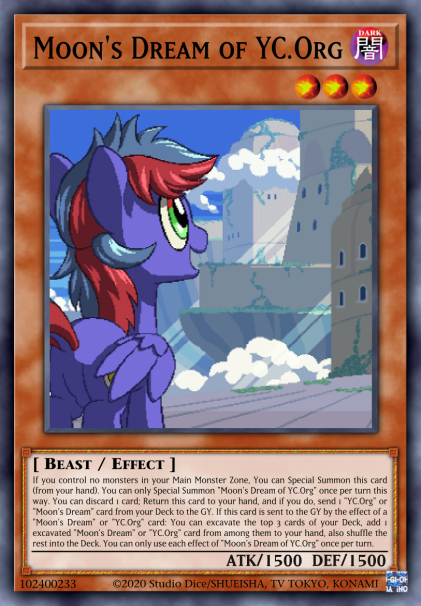 Moon's Dream of YC.Org
DARK
闇
[ Beast / Effect ]
If you control no monsters in your Main Monster Zone, You can Special Summon this card
(from your hand). You can only Special Summon "Moon's Dream of YC.Org" once per turn this
way. You can discard 1 card; Return this card to your hand, and if you do, send 1 "YC.Org" or
"Moon's Dream" card from your Deck to the GY. If this card is sent to the GY by the effect of
a "Moon's Dream" or "YC.Org" card: You can excavate the top 3 cards of your Deck, add 1
excavated "Moon's Dream" or "YC.Org" card from among them to your hand, also shuffle the
rest into the Deck. You can only use each effect of "Moon's Dream of YC.Org" once per turn.
ATK/1500 DEF/1500
102400233 ©2020 Studio Dice/SHUEISHA, TV TOKYO, KONAMI